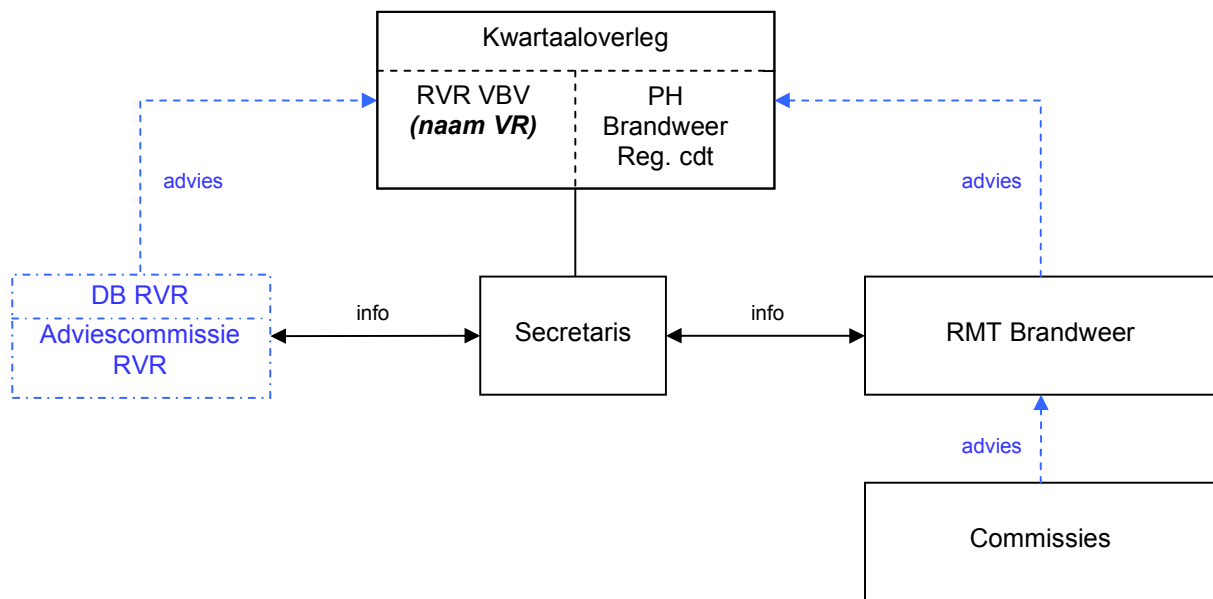 Kwartaaloverleg
RVR VBV
(naam VR)
PH
Brandweer
Reg. cdt
advies
advies
DB RVR
Adviescommissie
RVR
info
Secretaris
info
RMT Brandweer
advies
Commissies